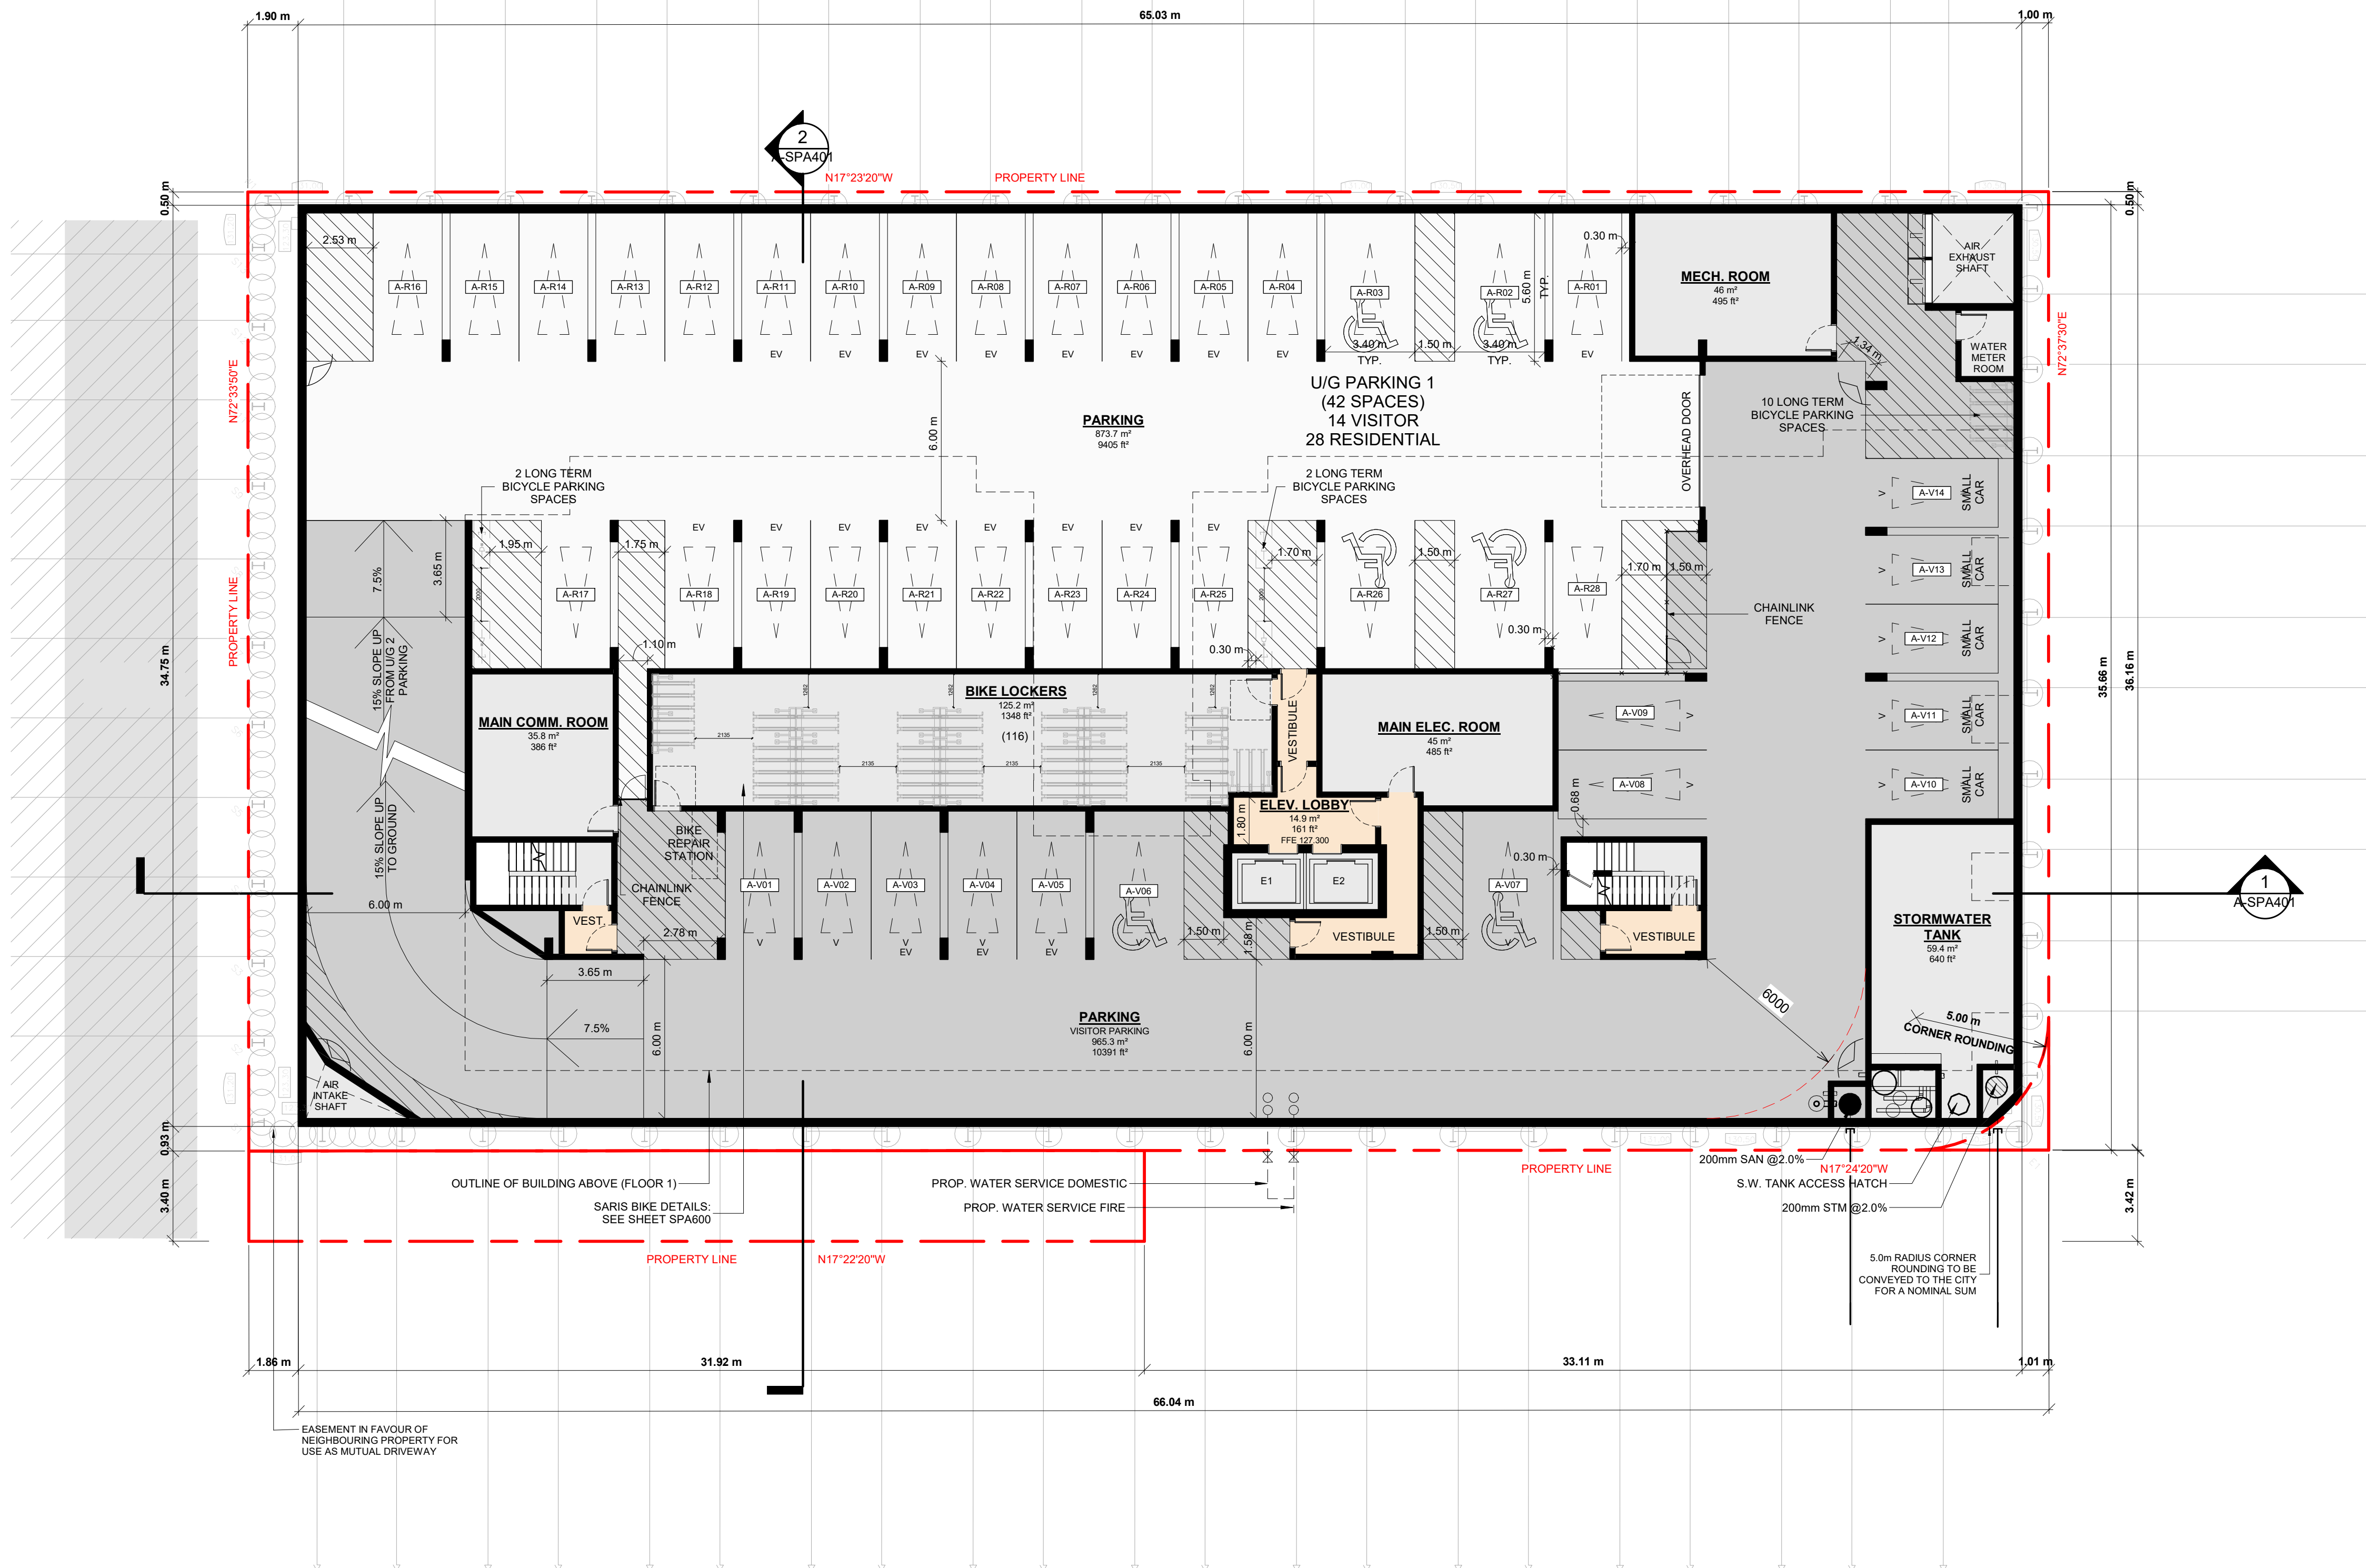 1.90 m
65.03 m
1.00 m
2
A-SPA401
N17°23'20"W
PROPERTY LINE
0.50 m
0.50 m
2.53 m
0.30 m
A-R16
A-R15
A-R14
A-R13
A-R12
A-R11
A-R10
A-R09
A-R08
A-R07
A-R06
A-R05
A-R04
A-R03
A-R02
A-R01
5.60 m
TYP.
MECH. ROOM
46 m²
495 ft²
AIR
EXHAUST
SHAFT
WATER
METER
ROOM
1.34 m
N72°37'30"E
EV
EV
EV
EV
EV
EV
EV
EV
EV
3.40 m
TYP.
1.50 m
3.40 m
TYP.
N72°33'50"E
U/G PARKING 1
(42 SPACES)
14 VISITOR
28 RESIDENTIAL
PARKING
873.7 m²
9405 ft²
6.00 m
OVERHEAD DOOR
10 LONG TERM
BICYCLE PARKING
SPACES
2 LONG TERM
BICYCLE PARKING
SPACES
2 LONG TERM
BICYCLE PARKING
SPACES
EV
EV
EV
EV
EV
EV
EV
EV
1.95 m
1.75 m
1.70 m
1.50 m
1.70 m
1.50 m
3.65 m
7.5%
2000
2000
A-R17
A-R18
A-R19
A-R20
A-R21
A-R22
A-R23
A-R24
A-R25
A-R26
A-R27
A-R28
CHAINLINK
FENCE
A-V14
V
SMALL
CAR
A-V13
V
SMALL
CAR
A-V12
V
SMALL
CAR
A-V11
V
SMALL
CAR
A-V10
V
SMALL
CAR
PROPERTY LINE
34.75 m
35.66 m
36.16 m
15% SLOPE UP
FROM U/G 2
PARKING
15% SLOPE UP
TO GROUND
1.10 m
0.30 m
0.30 m
MAIN COMM. ROOM
35.8 m²
386 ft²
BIKE LOCKERS
125.2 m²
1348 ft²
(116)
1262
1262
1262
1262
2135
2135
2135
2135
VESTIBULE
MAIN ELEC. ROOM
45 m²
485 ft²
A-V09
V
A-V08
V
0.68 m
ELEV. LOBBY
14.9 m²
161 ft²
FFE 127.300
1.80 m
E1
E2
BIKE
REPAIR
STATION
CHAINLINK
FENCE
VEST.
A-V01
A-V02
A-V03
A-V04
A-V05
A-V06
A-V07
V
V
V
V
V
V
V
EV
EV
EV
0.30 m
6.00 m
2.78 m
1.50 m
1.58 m
VESTIBULE
1.50 m
VESTIBULE
1
A-SPA401
STORMWATER
TANK
59.4 m²
640 ft²
3.65 m
7.5%
6.00 m
PARKING
VISITOR PARKING
965.3 m²
10391 ft²
6.00 m
6000
5.00 m
CORNER ROUNDING
AIR
INTAKE
SHAFT
0.93 m
3.40 m
3.42 m
OUTLINE OF BUILDING ABOVE (FLOOR 1)
SARIS BIKE DETAILS:
SEE SHEET SPA600
PROP. WATER SERVICE DOMESTIC
PROP. WATER SERVICE FIRE
PROPERTY LINE
200mm SAN @2.0%
N17°24'20"W
S.W. TANK ACCESS HATCH
200mm STM @2.0%
PROPERTY LINE
N17°22'20"W
5.0m RADIUS CORNER
ROUNDING TO BE
CONVEYED TO THE CITY
FOR A NOMINAL SUM
1.86 m
31.92 m
33.11 m
1.01 m
66.04 m
EASEMENT IN FAVOUR OF
NEIGHBOURING PROPERTY FOR
USE AS MUTUAL DRIVEWAY